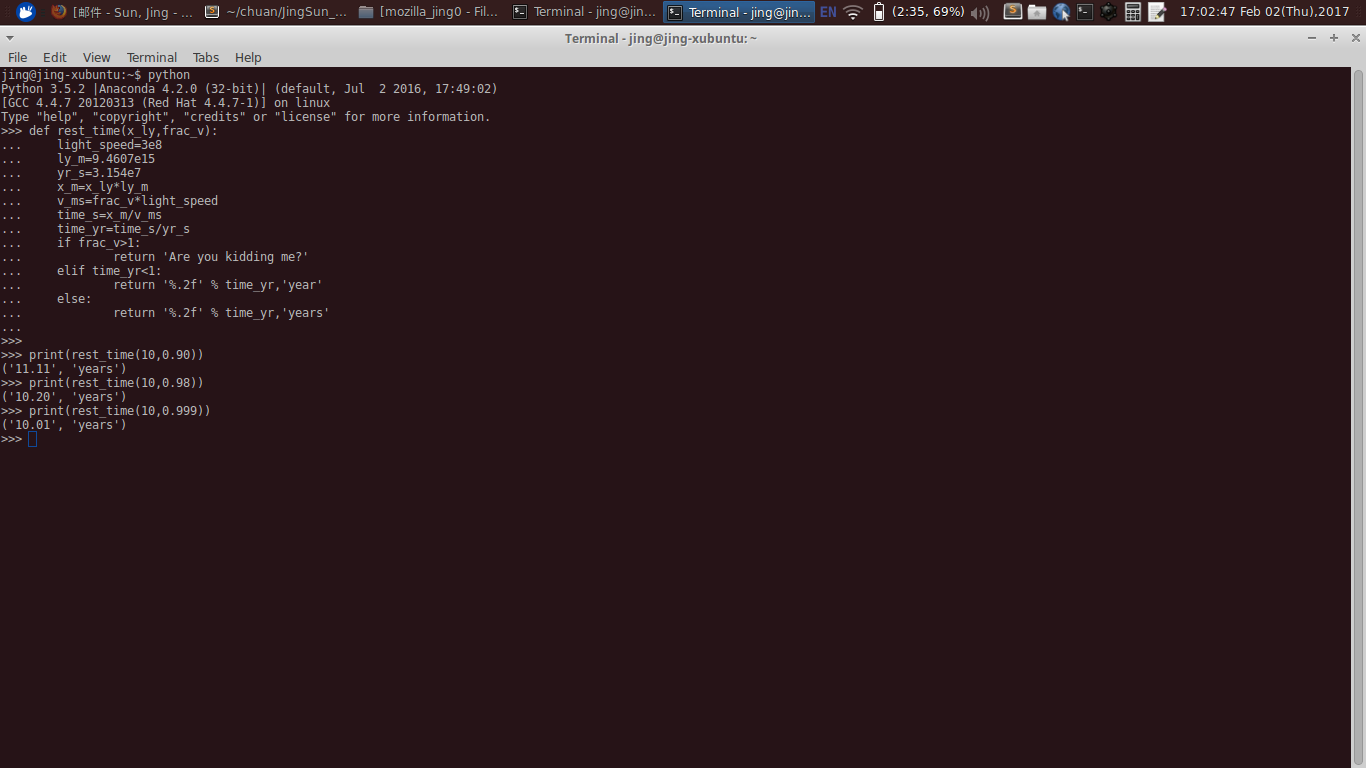 [邮件 - Sun, Jing - ... ~/chuan/JingSun_... [mozilla_jing0 - Fil... Terminal - jing@jin... Terminal - jing@jin... EN (2:35, 69%) 17:02:47 Feb 02(Thu),2017
Terminal - jing@jing-xubuntu: ~
File Edit View Terminal Tabs Help
jing@jing-xubuntu:~$ python
Python 3.5.2 |Anaconda 4.2.0 (32-bit)| (default, Jul  2 2016, 17:49:02)
[GCC 4.4.7 20120313 (Red Hat 4.4.7-1)] on linux
Type "help", "copyright", "credits" or "license" for more information.
>>> def rest_time(x_ly,frac_v):
...     light_speed=3e8
...     ly_m=9.4607e15
...     yr_s=3.154e7
...     x_m=x_ly*ly_m
...     v_ms=frac_v*light_speed
...     time_s=x_m/v_ms
...     time_yr=time_s/yr_s
...     if frac_v>1:
...             return 'Are you kidding me?'
...     elif time_yr<1:
...             return '%.2f' % time_yr,'year'
...     else:
...             return '%.2f' % time_yr,'years'
...
>>>
>>> print(rest_time(10,0.90))
('11.11', 'years')
>>> print(rest_time(10,0.98))
('10.20', 'years')
>>> print(rest_time(10,0.999))
('10.01', 'years')
>>>